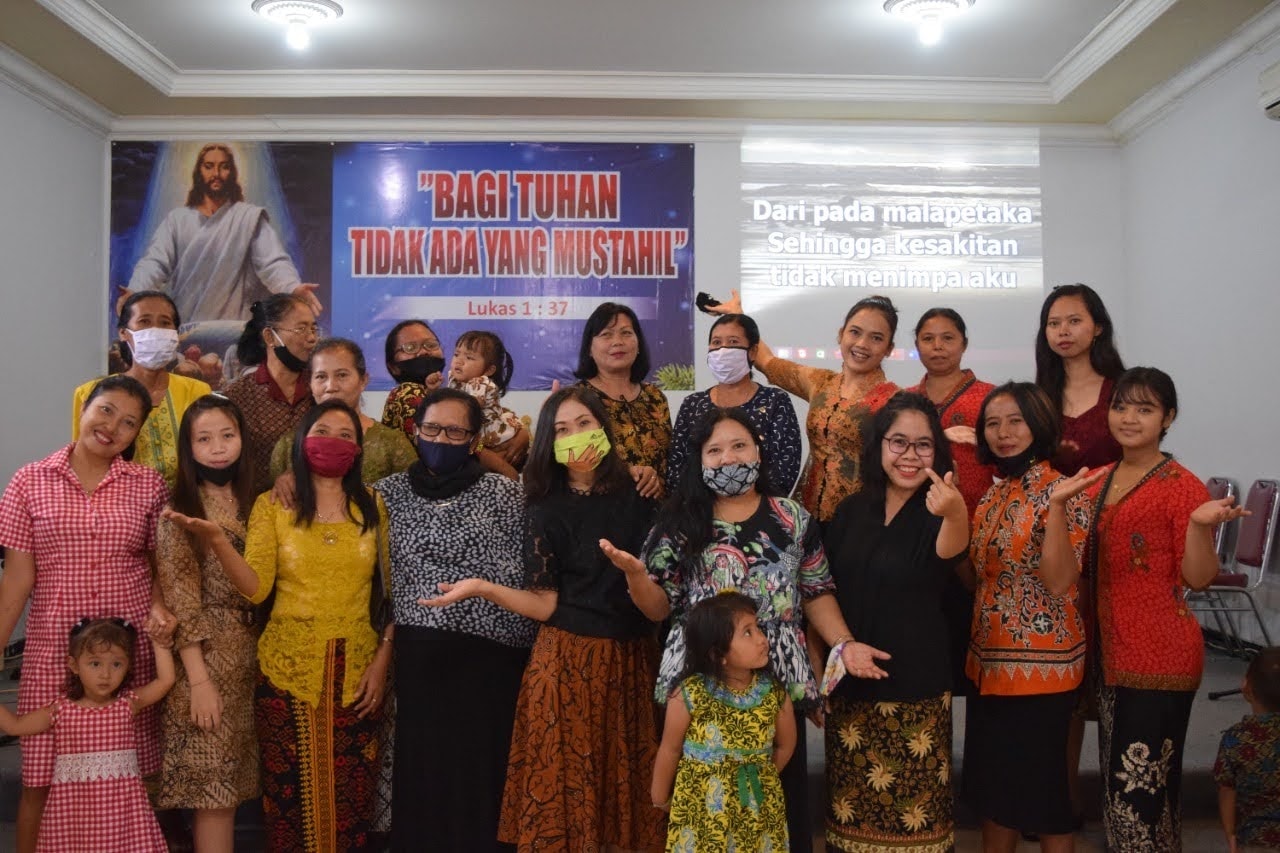 "BAGI TUHAN
TIDAK ADA YANG MUSTAHIL"
Lukas 1 : 37
Dari pada malapetaka
Sehingga kesakitan
tidak menimpa aku